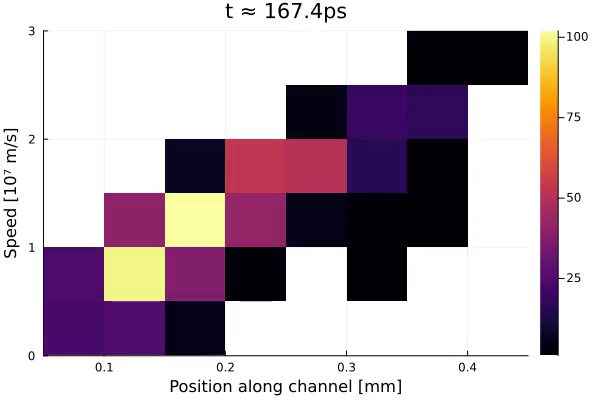 t ≈ 167.4ps
3
2
1
0
Speed [10⁷ m/s]
0.1 0.2 0.3 0.4
Position along channel [mm]
100
75
50
25